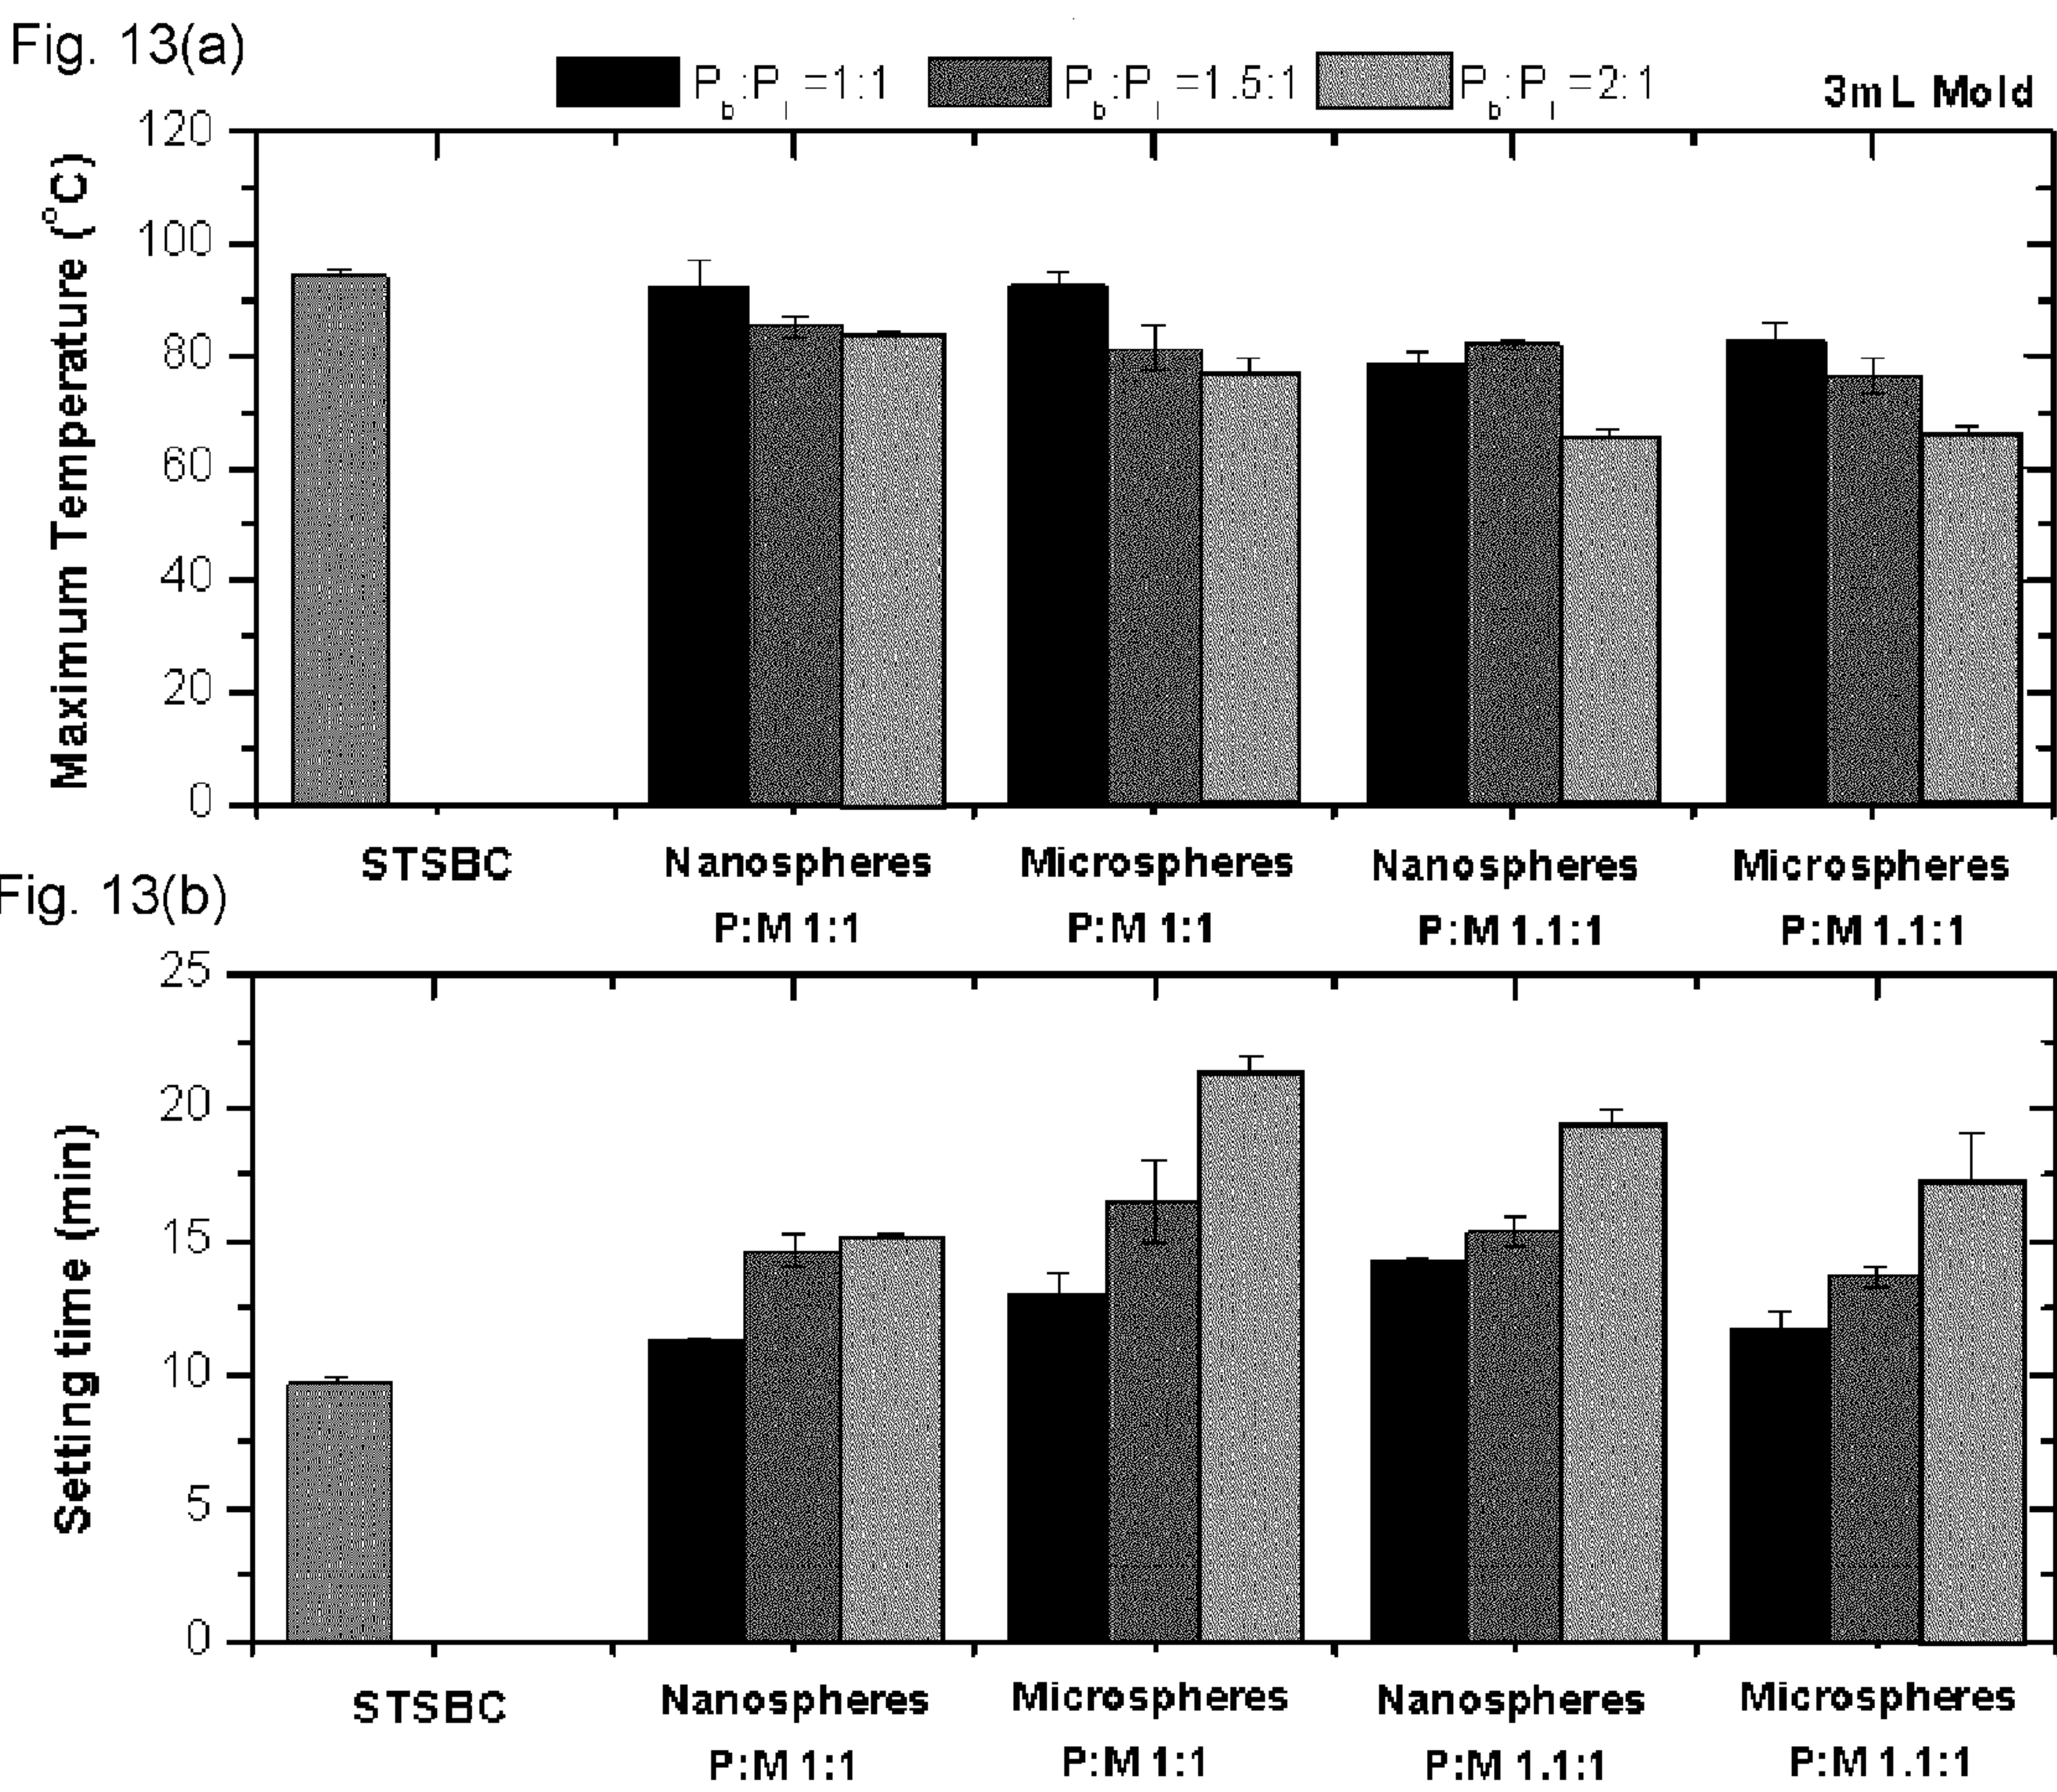 Fig. 13(a)
Pb:Pl=1:1 Pb:Pl=1.5:1 Pb:Pl=2:1 3mL Mold
Maximum Temperature (°C)
120
100
80
60
40
20
0
STSBC Nanospheres Microspheres Nanospheres Microspheres
P:M 1:1 P:M 1:1 P:M 1.1:1 P:M 1.1:1
Fig. 13(b)
Setting time (min)
25
20
15
10
5
0
STSBC Nanospheres Microspheres Nanospheres Microspheres
P:M 1:1 P:M 1:1 P:M 1.1:1 P:M 1.1:1